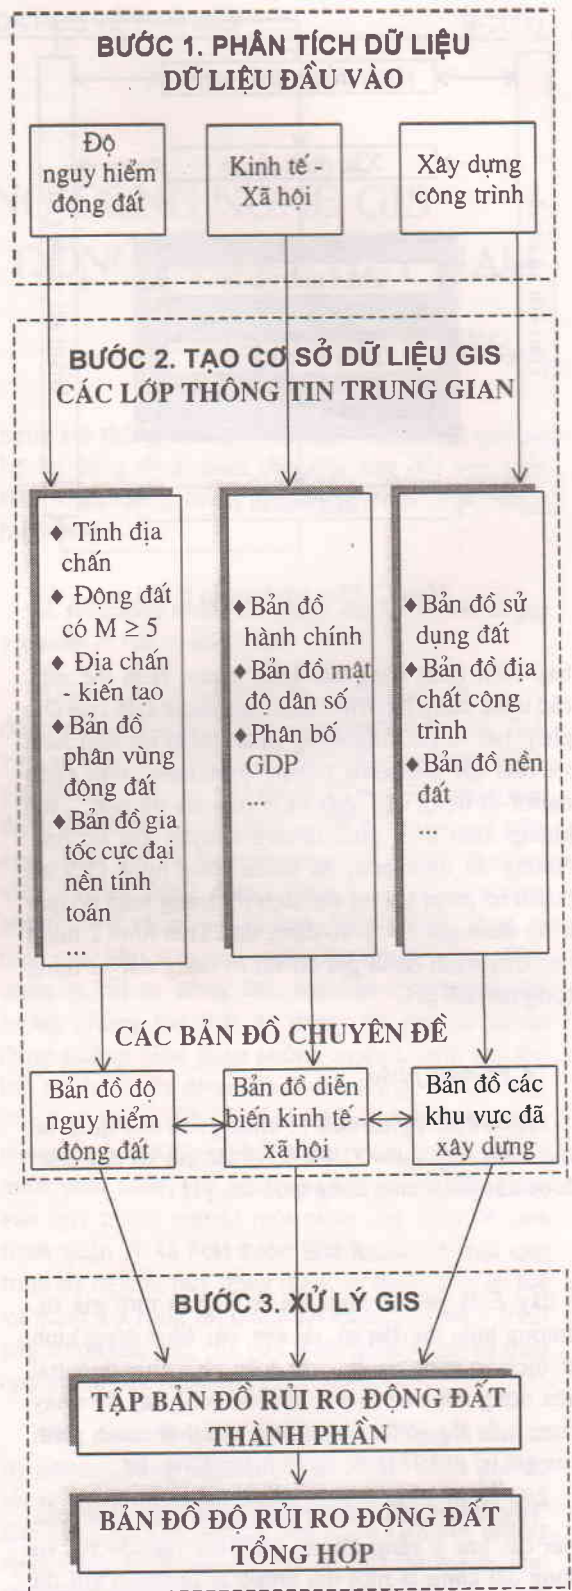 BƯỚC 1. PHÂN TÍCH DỮ LIỆU
DỮ LIỆU ĐẦU VÀO
Độ
nguy hiểm
động đất
Kinh tế -
Xã hội
Xây dựng
công trình
BƯỚC 2. TẠO CƠ SỞ DỮ LIỆU GIS
CÁC LỚP THÔNG TIN TRUNG GIAN
♦ Tính địa
chấn
♦ Động đất
có M ≥ 5
♦ Địa chấn
- kiến tạo
♦ Bản đồ
phân vùng
động đất
♦ Bản đồ gia
tốc cực đại
nền tính
toán
...
♦ Bản đồ
hành chính
♦ Bản đồ mật
độ dân số
♦ Phân bố
GDP
...
♦ Bản đồ sử
dụng đất
♦ Bản đồ địa
chất công
trình
♦ Bản đồ nền
đất
...
CÁC BẢN ĐỒ CHUYÊN ĐỀ
Bản đồ độ
nguy hiểm
động đất
Bản đồ diễn
biến kinh tế -
xã hội
Bản đồ các
khu vực đã
xây dựng
BƯỚC 3. XỬ LÝ GIS
TẬP BẢN ĐỒ RỦI RO ĐỘNG ĐẤT
THÀNH PHẦN
BẢN ĐỒ ĐỘ RỦI RO ĐỘNG ĐẤT
TỔNG HỢP